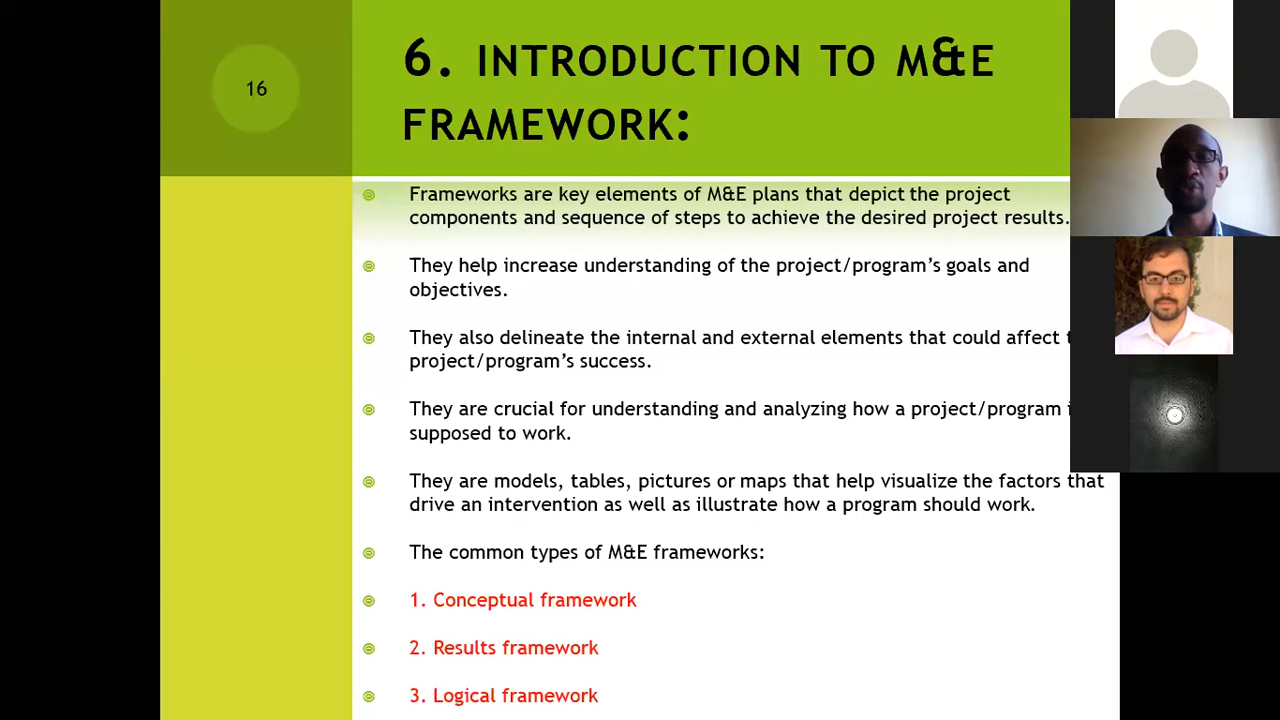 16
6. INTRODUCTION TO M&E
FRAMEWORK:
Frameworks are key elements of M&E plans that depict the project
components and sequence of steps to achieve the desired project results.
They help increase understanding of the project/program's goals and
objectives.
They also delineate the internal and external elements that could affect
project/program's success.
They are crucial for understanding and analyzing how a project/program
supposed to work.
They are models, tables, pictures or maps that help visualize the factors that
drive an intervention as well as illustrate how a program should work.
The common types of M&E frameworks:
1. Conceptual framework
2. Results framework
3. Logical framework